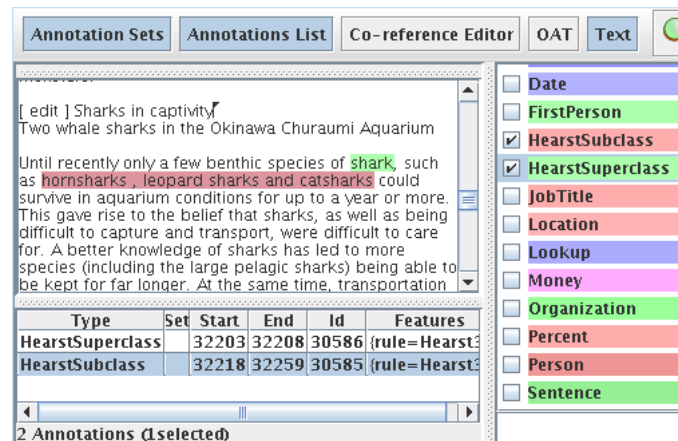 Annotation Sets Annotations List Co-reference Editor OAT Text
[ edit ] Sharks in captivity
Two whale sharks in the Okinawa Churaumi Aquarium
Until recently only a few benthic species of shark, such
as hornsharks , leopard sharks and catsharks could
survive in aquarium conditions for up to a year or more.
This gave rise to the belief that sharks, as well as being
difficult to capture and transport, were difficult to care
for. A better knowledge of sharks has led to more
species (including the large pelagic sharks) being able to
be kept for far longer. At the same time, transportation
Date
FirstPerson
HearstSubclass
HearstSuperclass
JobTitle
Location
Lookup
Money
Organization
Percent
Person
Sentence
Type Set Start End Id Features
HearstSuperclass 32203 32208 30586 {rule=Hearst3
HearstSubclass 32218 32259 30585 {rule=Hearst3
2 Annotations (1selected)